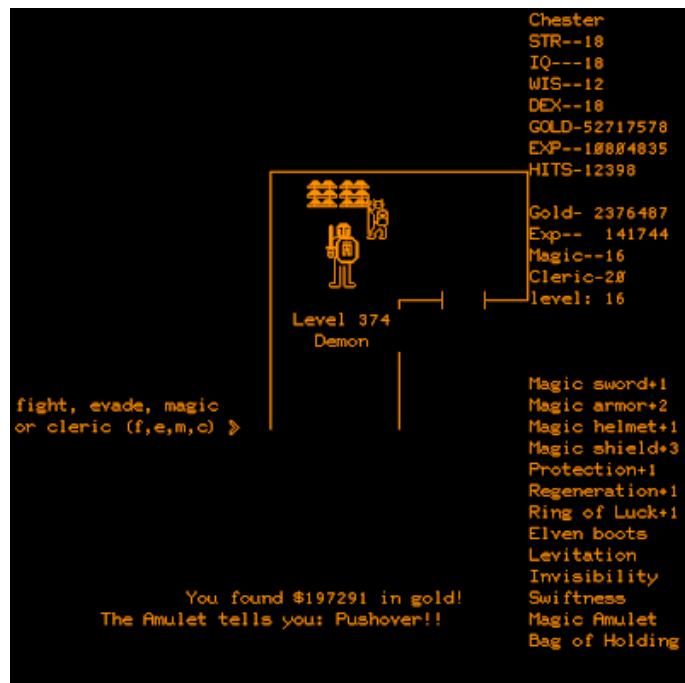 Chester
STR--18
IQ---18
WIS--12
DEX--18
GOLD-52717578
EXP--10804835
HITS-12398
Gold- 2376487
Exp-- 141744
Magic--16
Cleric-20
level: 16
Level 374
Demon
fight, evade, magic
or cleric (f,e,m,c) ⟫
Magic sword+1
Magic armor+2
Magic helmet+1
Magic shield+3
Protection+1
Regeneration+1
Ring of Luck+1
Elven boots
Levitation
Invisibility
Swiftness
Magic Amulet
Bag of Holding
You found $197291 in gold!
The Amulet tells you: Pushover!!